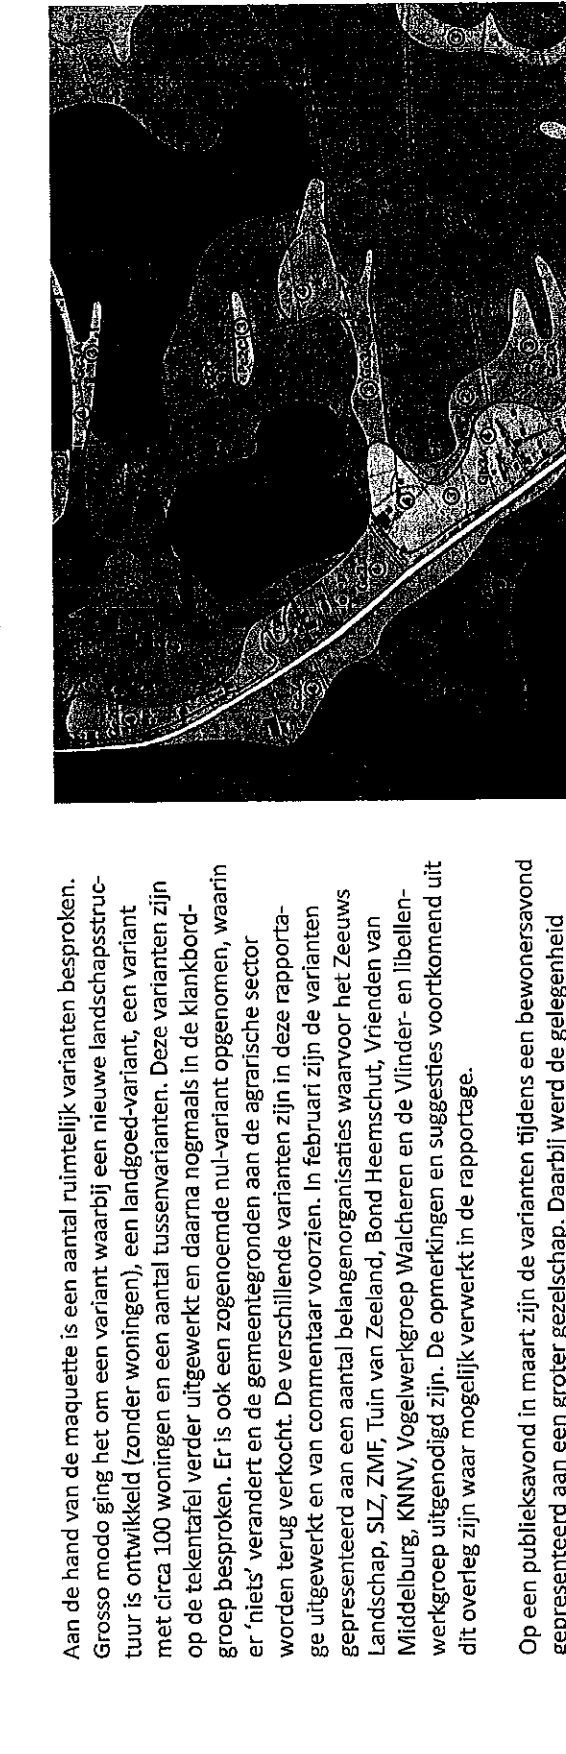 Aan de hand van de maquette is een aantal ruimtelijk varianten besproken.
Grosso modo ging het om een variant waarbij een nieuwe landschapsstruc-
tuur is ontwikkeld (zonder woningen), een landgoed-variant, een variant
met circa 100 woningen en een aantal tussenvarianten. Deze varianten zijn
op de tekentafel verder uitgewerkt en daarna nogmaals in de klankbord-
groep besproken. Er is ook een zogenoemde nul-variant opgenomen, waarin
er 'niets' verandert en de gemeentegronden aan de agrarische sector
worden terug verkocht. De verschillende varianten zijn in deze rapporta-
ge uitgewerkt en van commentaar voorzien. In februari zijn de varianten
gepresenteerd aan een aantal belangenorganisaties waarvoor het Zeeuws
Landschap, SLZ, ZMF, Tuin van Zeeland, Bond Heemschut, Vrienden van
Middelburg, KNNV, Vogelwerkgroep Walcheren en de Vlinder- en libellen-
werkgroep uitgenodigd zijn. De opmerkingen en suggesties voortkomend uit
dit overleg zijn waar mogelijk verwerkt in de rapportage.
Op een publieksavond in maart zijn de varianten tijdens een bewonersavond
gepresenteerd aan een groter gezelschap. Daarbij werd de gelegenheid